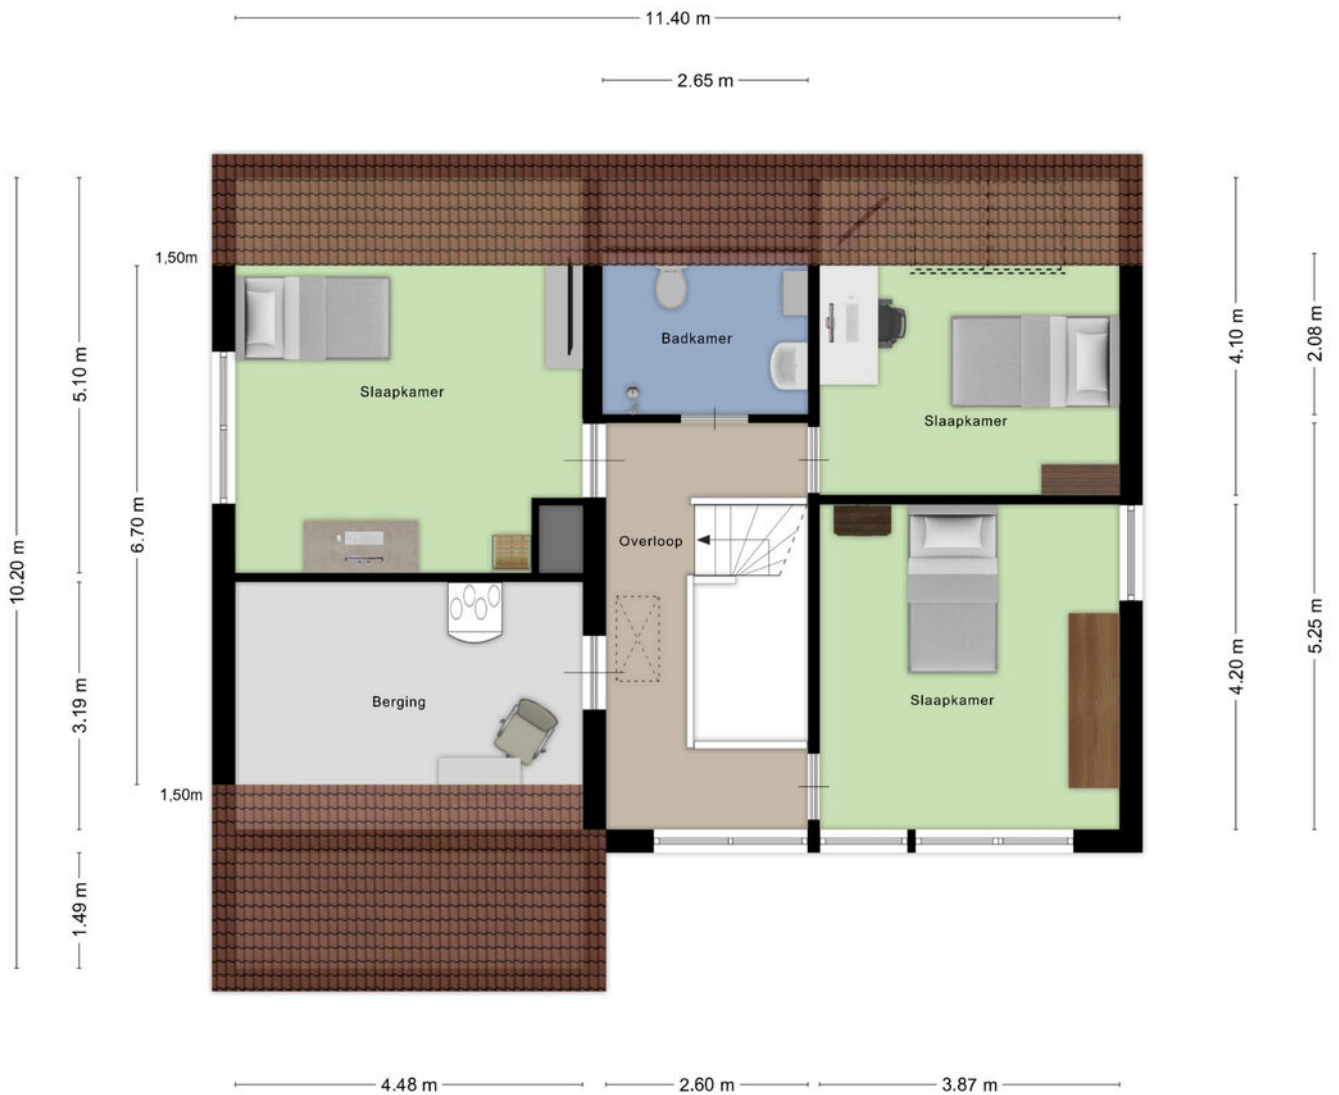 11.40 m
2.65 m
1,50m
Badkamer
Slaapkamer
Slaapkamer
5.10 m
4.10 m
2.08 m
6.70 m
10.20 m
Overloop
Berging
Slaapkamer
3.19 m
4.20 m
5.25 m
1,50m
1.49 m
4.48 m
2.60 m
3.87 m